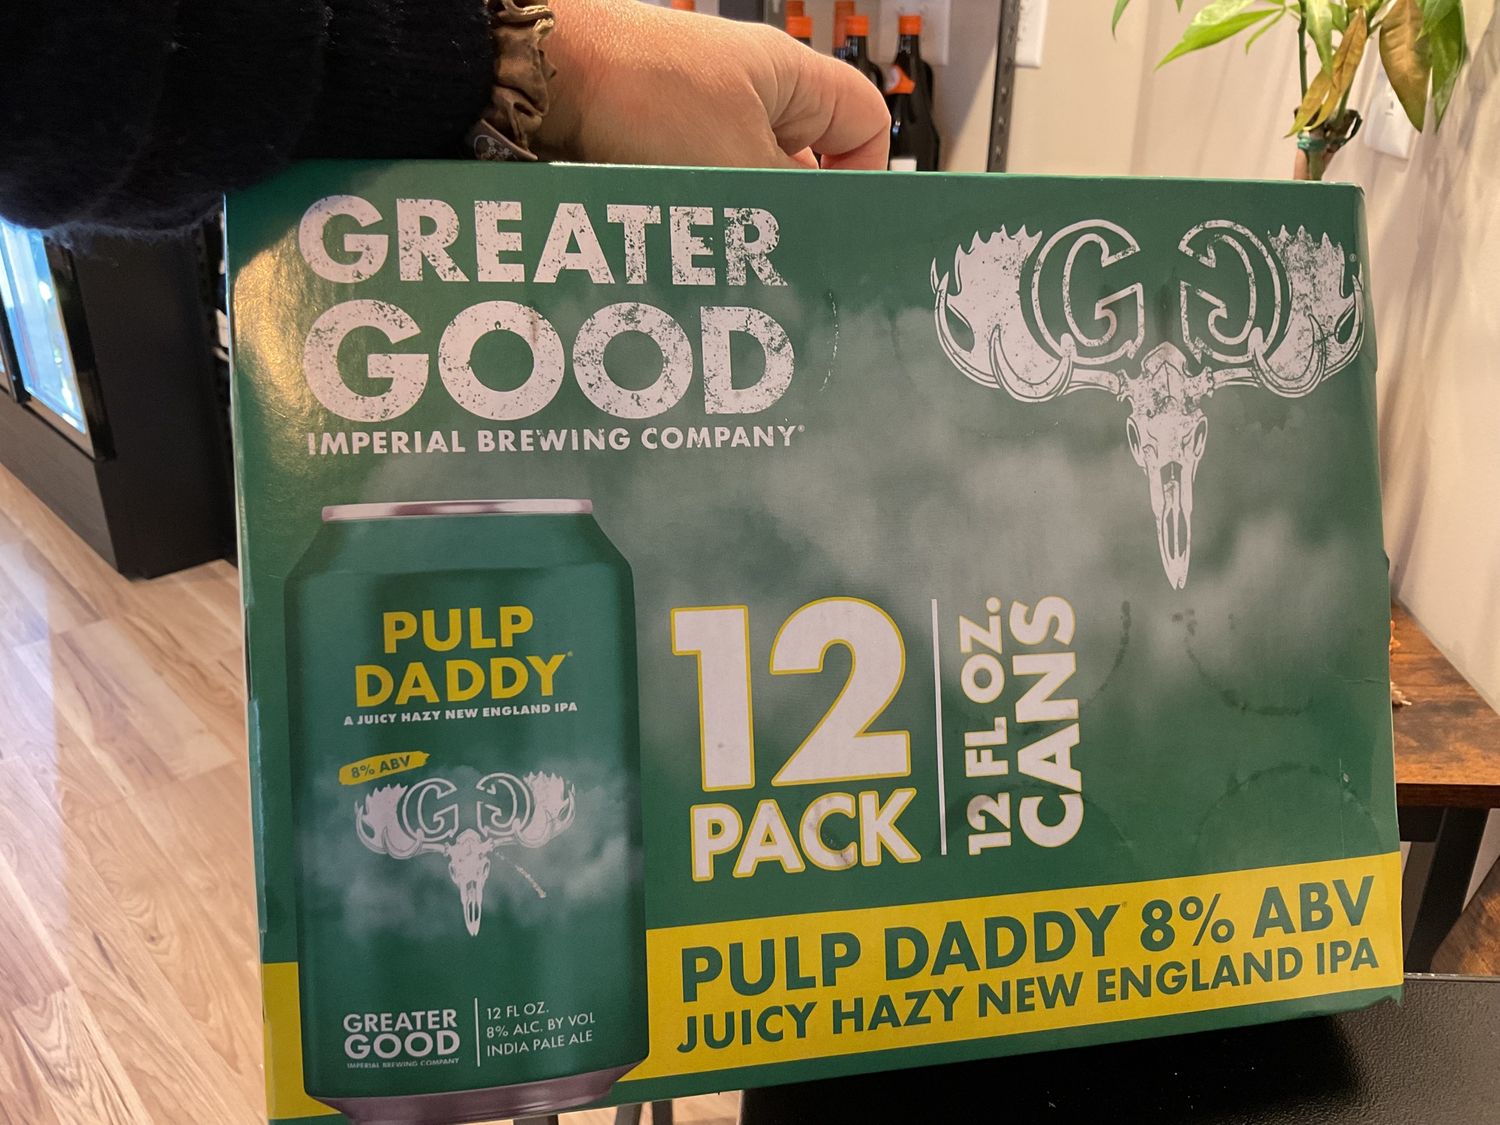 GREATER
GOOD
IMPERIAL BREWING COMPANY®
G G
PULP
DADDY
A JUICY HAZY NEW ENGLAND IPA
8% ABV
G G
GREATER
GOOD
IMPERIAL BREWING COMPANY
12 FL OZ.
8% ALC. BY VOL
INDIA PALE ALE
12
PACK
12 FL OZ.
CANS
PULP DADDY 8% ABV
JUICY HAZY NEW ENGLAND IPA